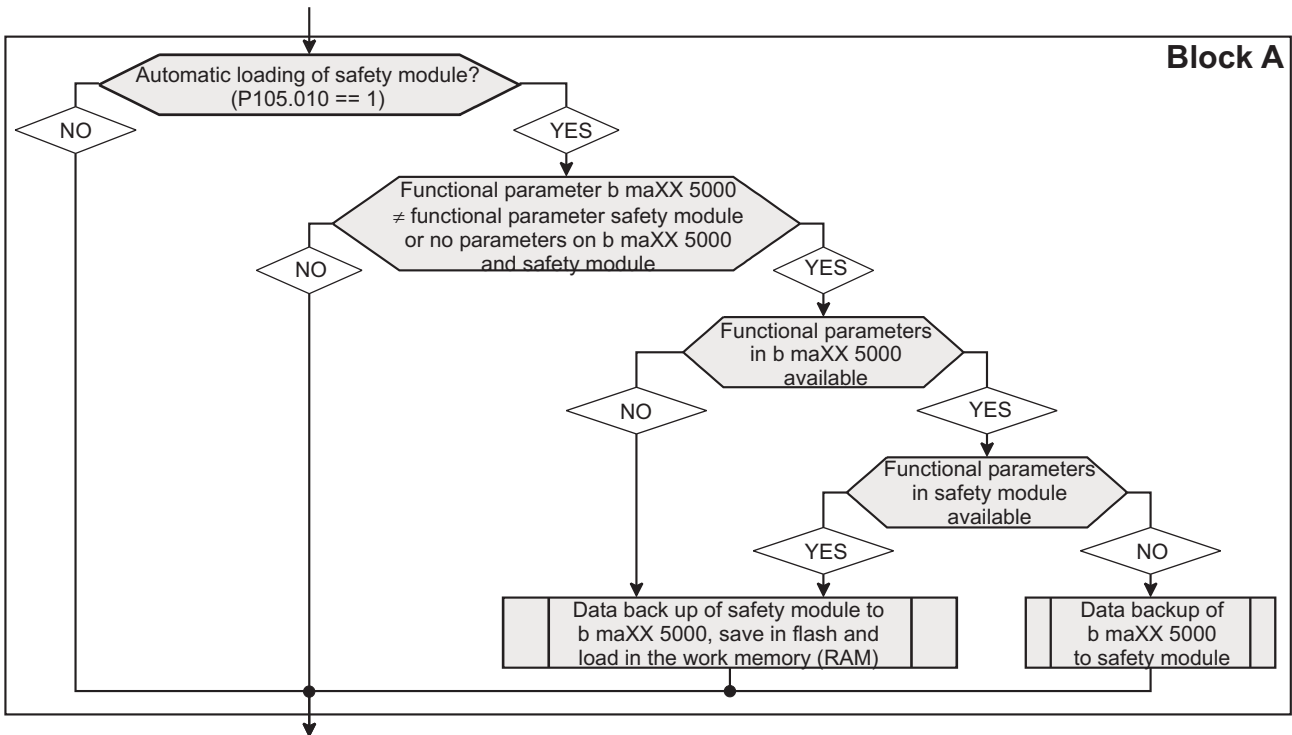 Block A
Automatic loading of safety module?
(P105.010 == 1)
NO
YES
Functional parameter b maXX 5000
≠ functional parameter safety module
or no parameters on b maXX 5000
and safety module
NO
YES
Functional parameters
in b maXX 5000
available
NO
YES
Functional parameters
in safety module
available
YES
NO
Data back up of safety module to
b maXX 5000, save in flash and
load in the work memory (RAM)
Data backup of
b maXX 5000
to safety module